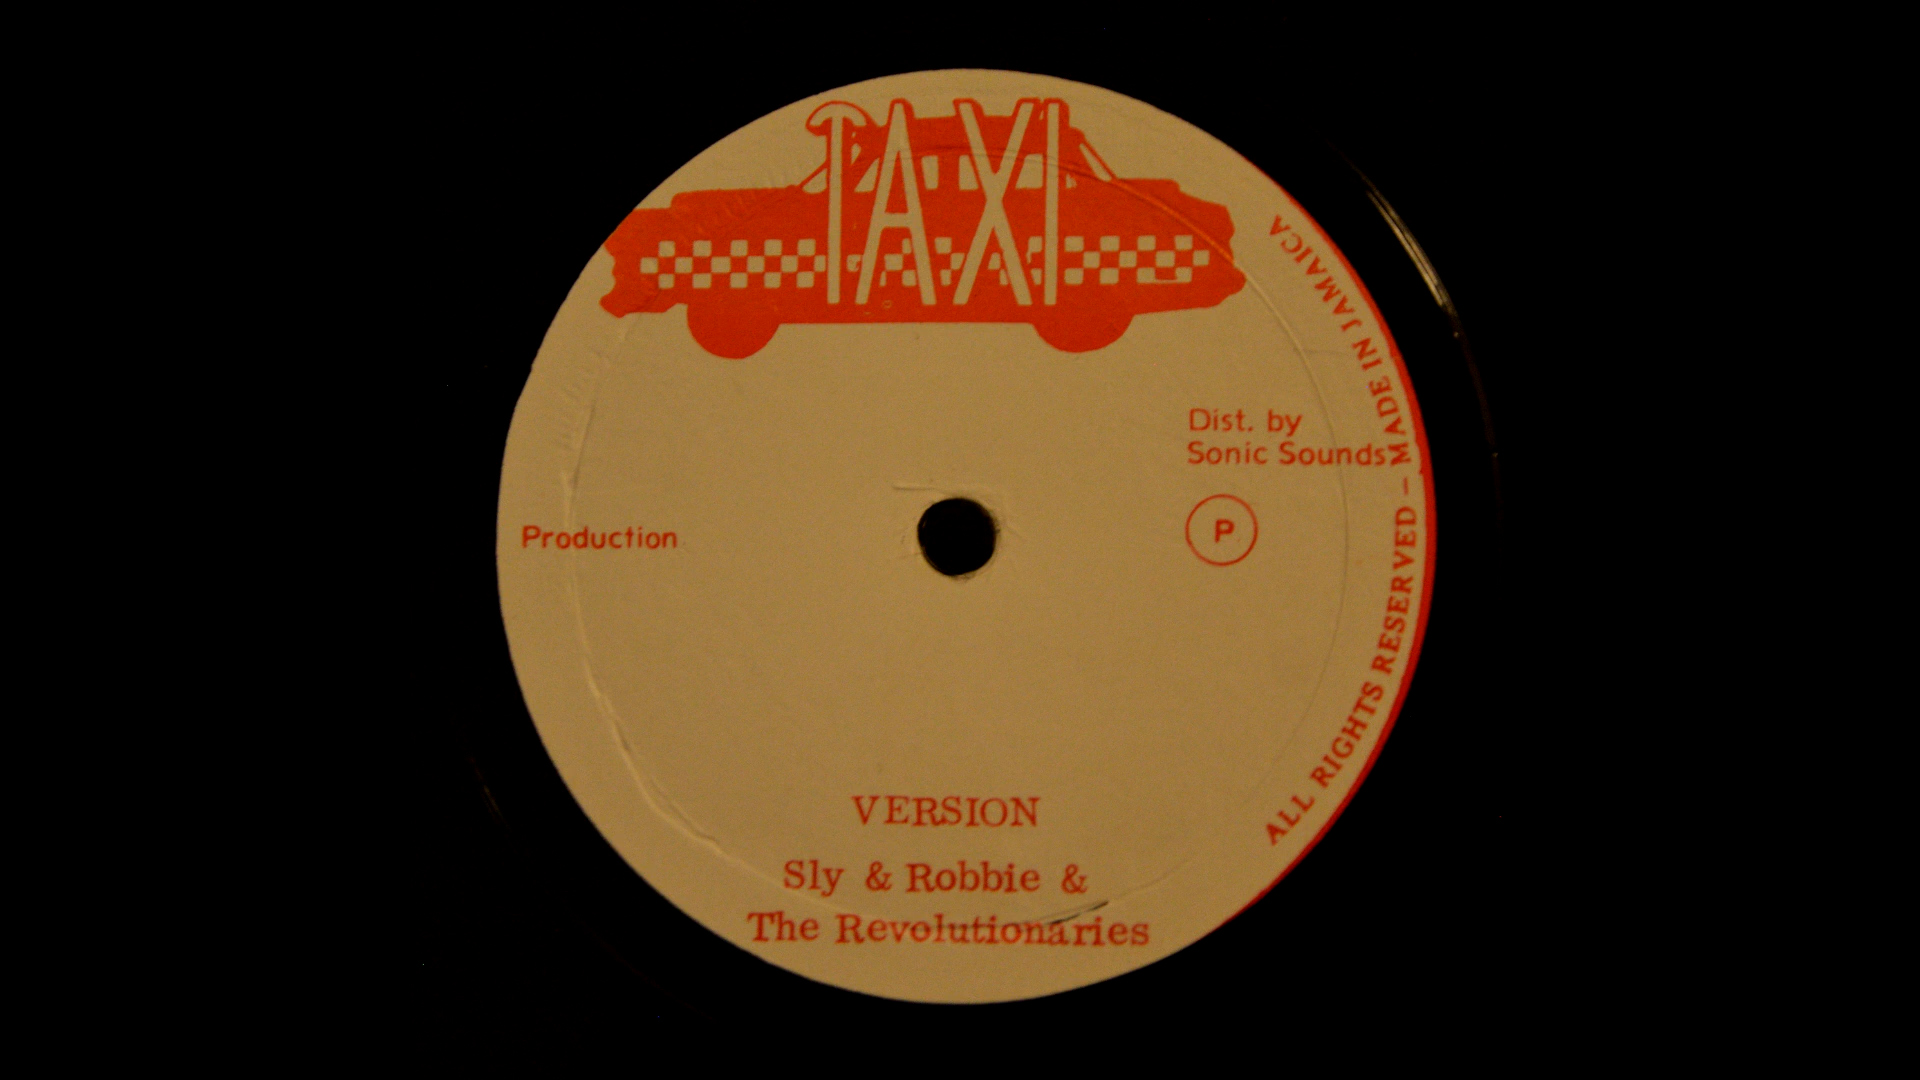 TAXI
Dist. by
Sonic Sounds
Production
P
ALL RIGHTS RESERVED – MADE IN JAMAICA
VERSION
Sly & Robbie &
The Revolutionaries